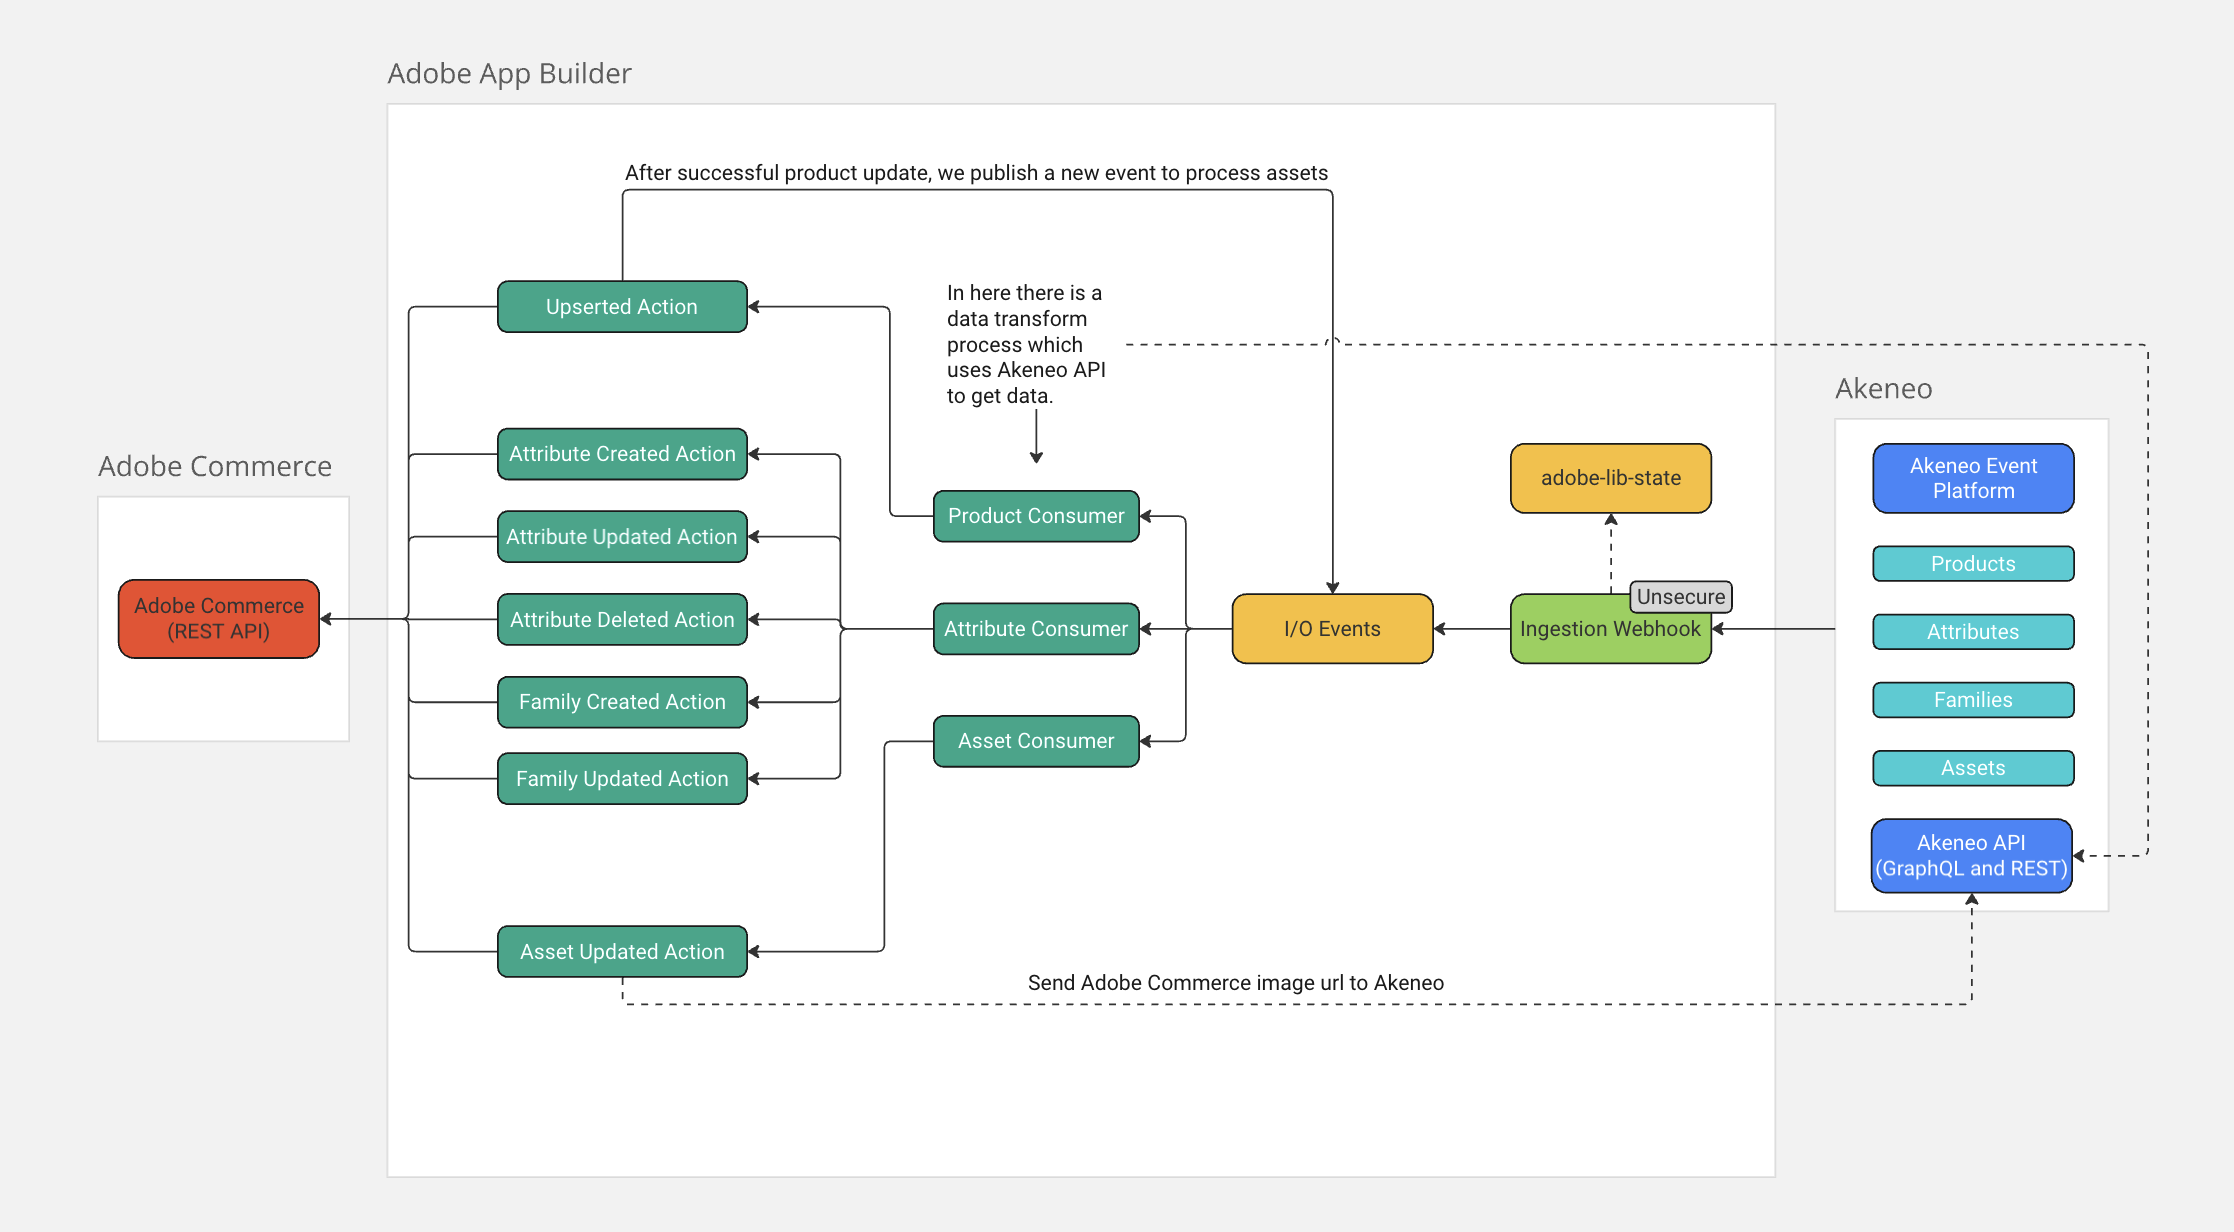 Adobe App Builder
After successful product update, we publish a new event to process assets
Upserted Action
In here there is a
data transform
process which
uses Akeneo API
to get data.
Akeneo
Attribute Created Action
Adobe Commerce
adobe-lib-state
Akeneo Event
Platform
Attribute Updated Action
Product Consumer
Products
Adobe Commerce
(REST API)
Attribute Deleted Action
Attribute Consumer
I/O Events
Unsecure
Ingestion Webhook
Attributes
Family Created Action
Families
Asset Consumer
Family Updated Action
Assets
Akeneo API
(GraphQL and REST)
Asset Updated Action
Send Adobe Commerce image url to Akeneo